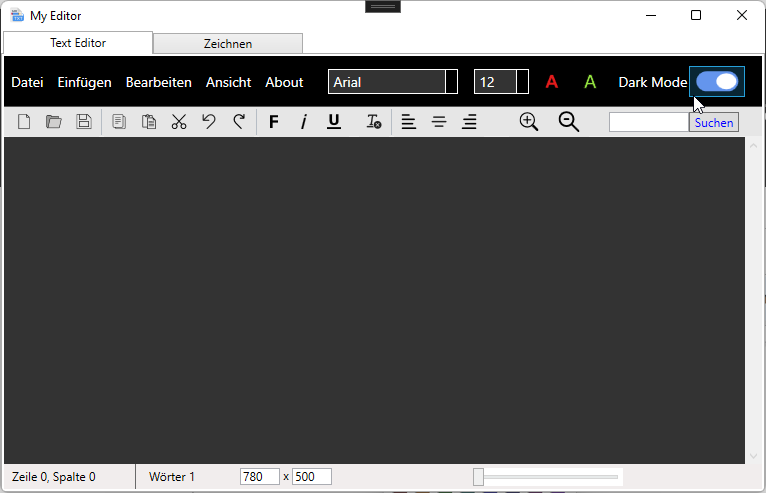 My Editor
Text Editor Zeichnen
Datei Einfügen Bearbeiten Ansicht About Arial 12 A A Dark Mode
F i U Suchen
Zeile 0, Spalte 0 Wörter 1 780 x 500